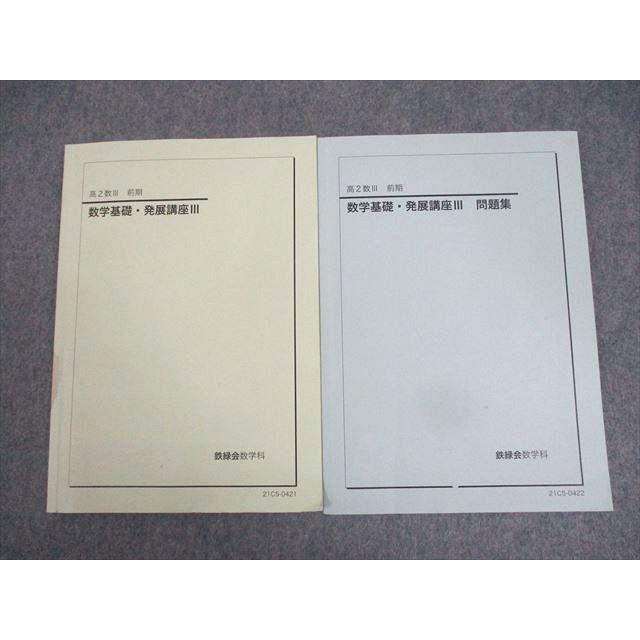 高2数Ⅲ 前期
数学基礎・発展講座Ⅲ
鉄緑会数学科
21C5-0421
高2数Ⅲ 前期
数学基礎・発展講座Ⅲ 問題集
鉄緑会数学科
21C5-0422